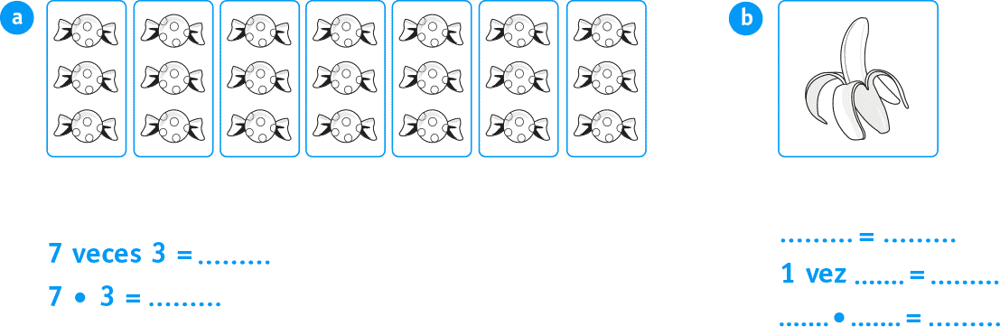 a
7 veces 3 = .........
7 • 3 = .........
b
......... = .........
1 vez ....... = .........
....... • ....... = .........